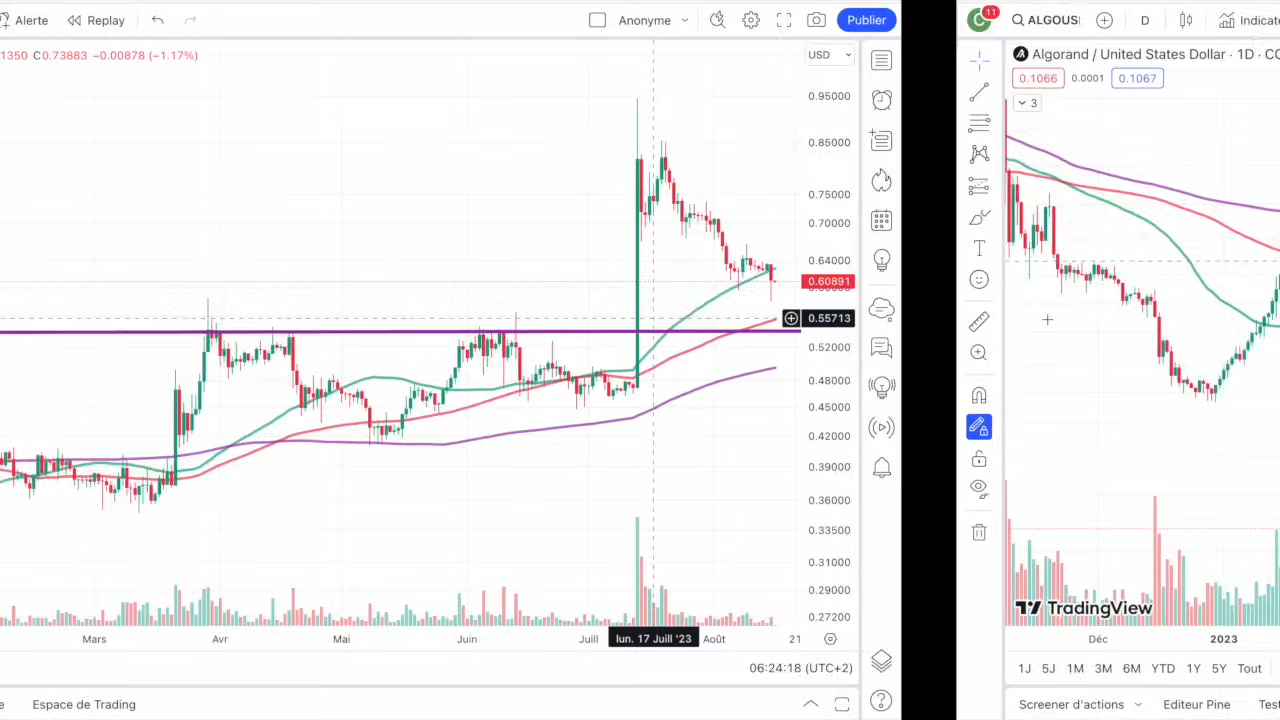 Alerte
Replay
Anonyme
Publier
1350 C0.73883 −0.00878 (−1.17%)
USD
0.95000
0.85000
0.75000
0.70000
0.64000
0.60891
0.55713
0.52000
0.48000
0.45000
0.42000
0.39000
0.36000
0.33500
0.31000
0.29000
0.27200
Mars
Avr
Mai
Juin
Juill
lun. 17 Juill '23
Août
21
06:24:18 (UTC+2)
Espace de Trading
C
11
ALGOUS
D
Indicate
Algorand / United States Dollar · 1D · CO
0.1066
0.0001
0.1067
3
TradingView
Déc
2023
1J 5J 1M 3M 6M YTD 1Y 5Y Tout
Screener d'actions
Editeur Pine
Test